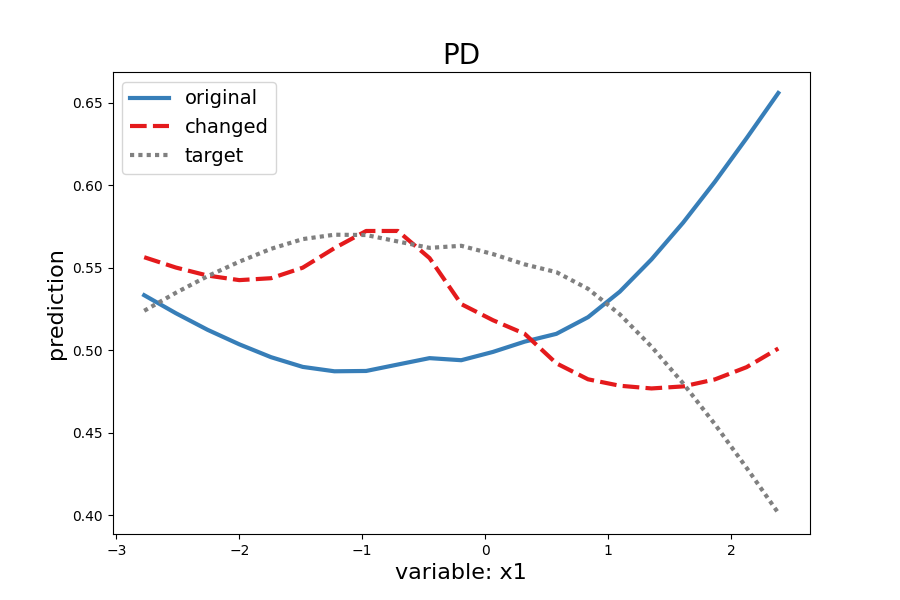 PD
original
changed
target
prediction
0.65
0.60
0.55
0.50
0.45
0.40
−3
−2
−1
0
1
2
variable: x1